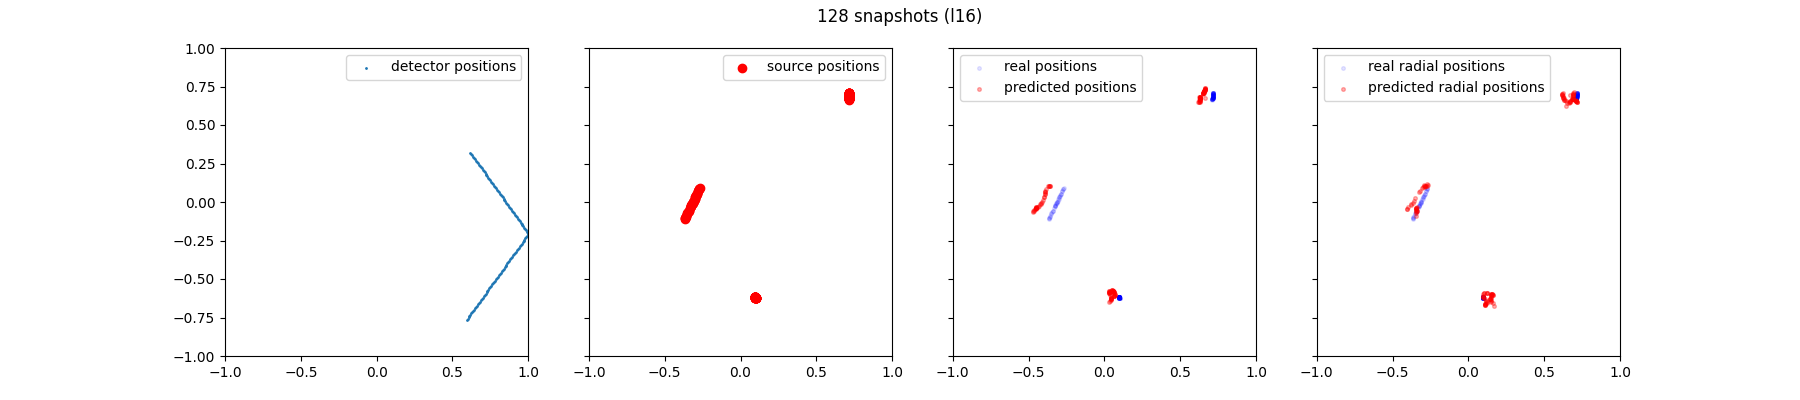 128 snapshots (l16)
detector positions
source positions
real positions
predicted positions
real radial positions
predicted radial positions
1.00
0.75
0.50
0.25
0.00
−0.25
−0.50
−0.75
−1.00
−1.0 −0.5 0.0 0.5 1.0
−1.0 −0.5 0.0 0.5 1.0
−1.0 −0.5 0.0 0.5 1.0
−1.0 −0.5 0.0 0.5 1.0